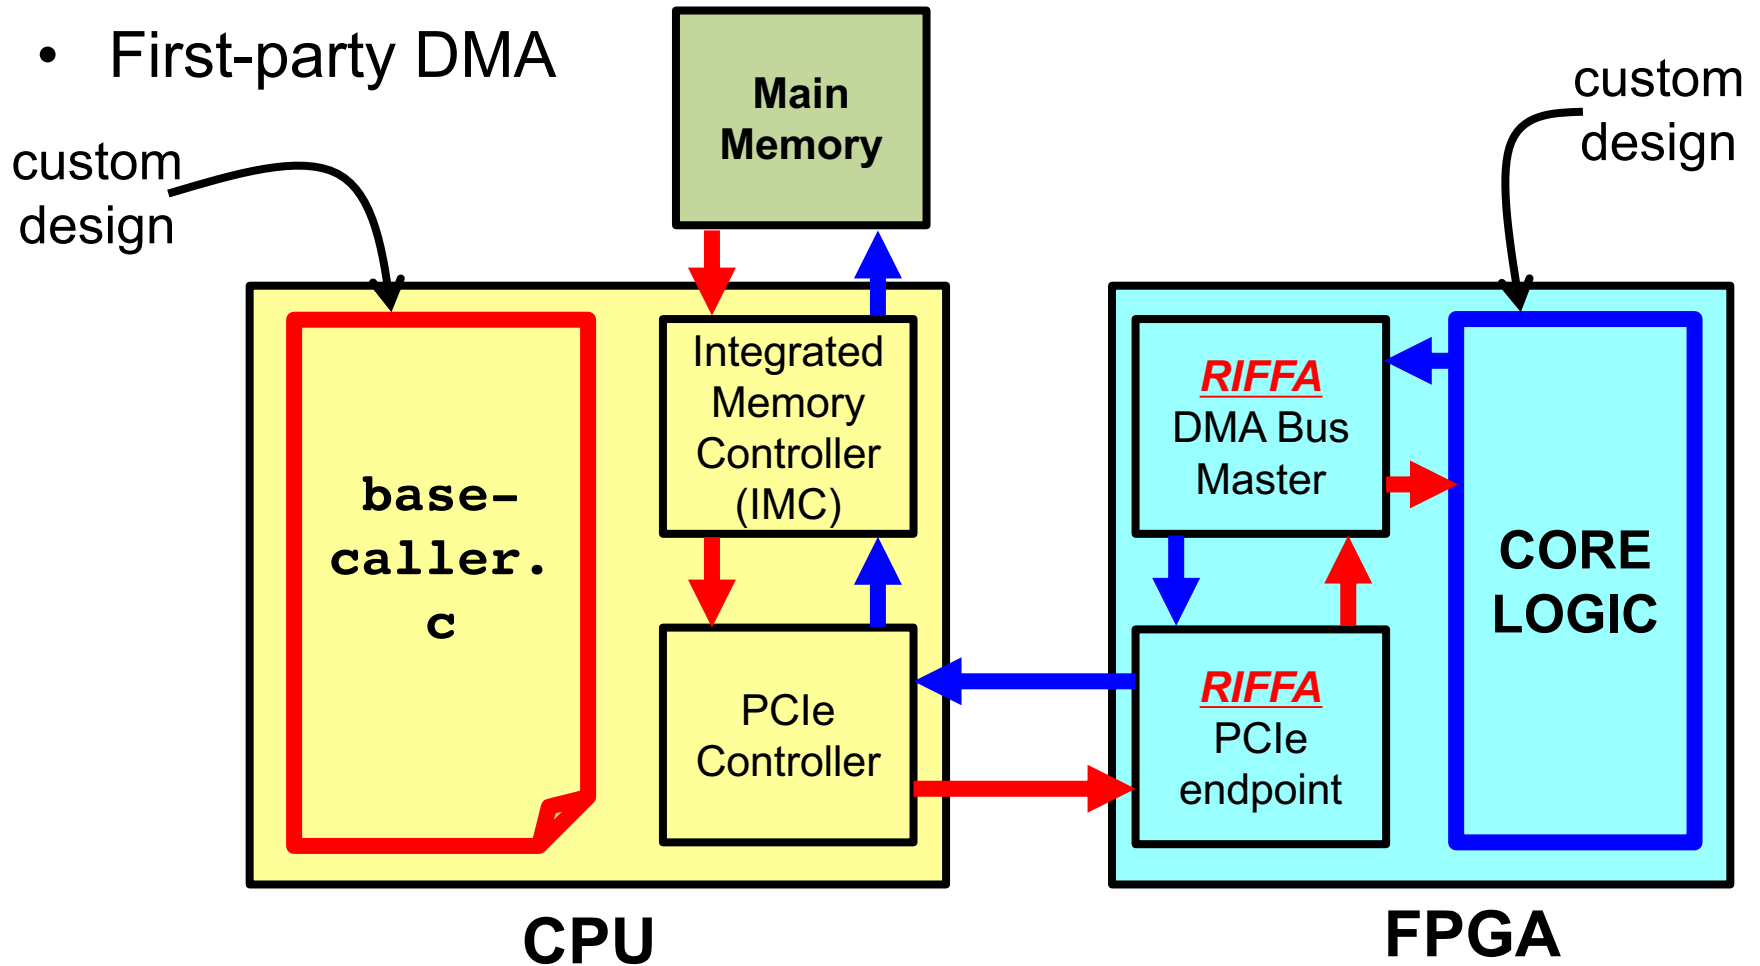 • First-party DMA
custom
design
Main
Memory
custom
design
base-
caller.
c
Integrated
Memory
Controller
(IMC)
PCIe
Controller
RIFFA
DMA Bus
Master
RIFFA
PCIe
endpoint
CORE
LOGIC
CPU
FPGA